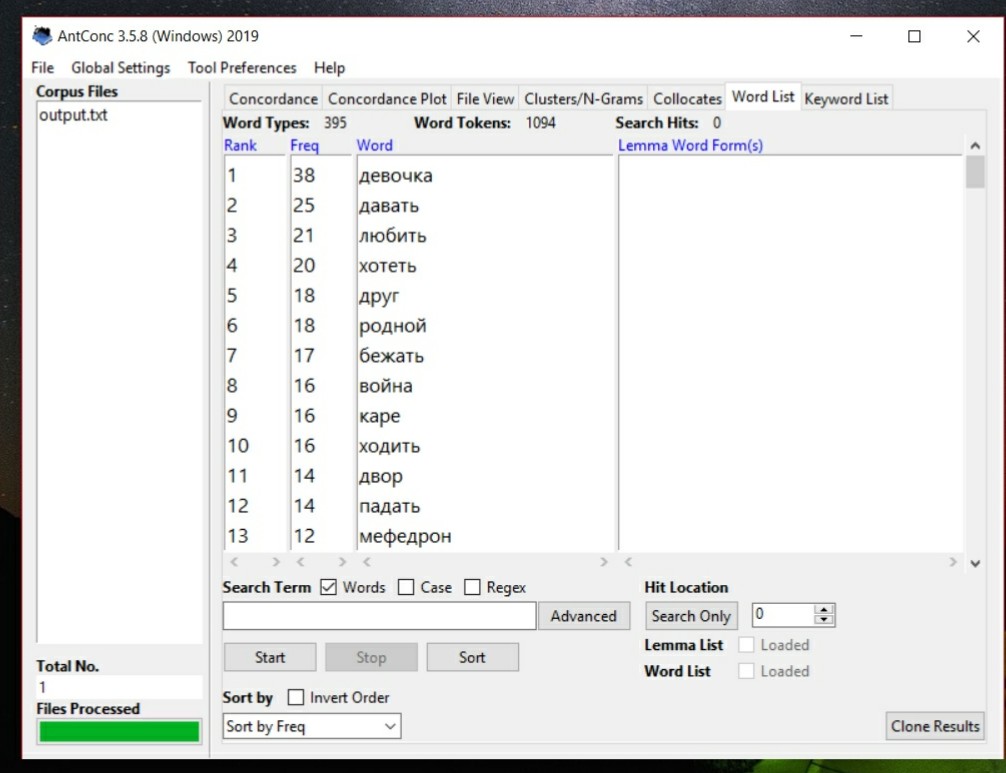 AntConc 3.5.8 (Windows) 2019
File Global Settings Tool Preferences Help
Corpus Files
output.txt
Concordance Concordance Plot File View Clusters/N-Grams Collocates Word List Keyword List
Word Types: 395 Word Tokens: 1094 Search Hits: 0
Rank Freq Word Lemma Word Form(s)
1 38 девочка
2 25 давать
3 21 любить
4 20 хотеть
5 18 друг
6 18 родной
7 17 бежать
8 16 война
9 16 каре
10 16 ходить
11 14 двор
12 14 падать
13 12 мефедрон
Search Term Words Case Regex Hit Location
Advanced Search Only 0
Start Stop Sort Lemma List Loaded
Word List Loaded
Total No.
1
Files Processed
Sort by Invert Order
Sort by Freq Clone Results